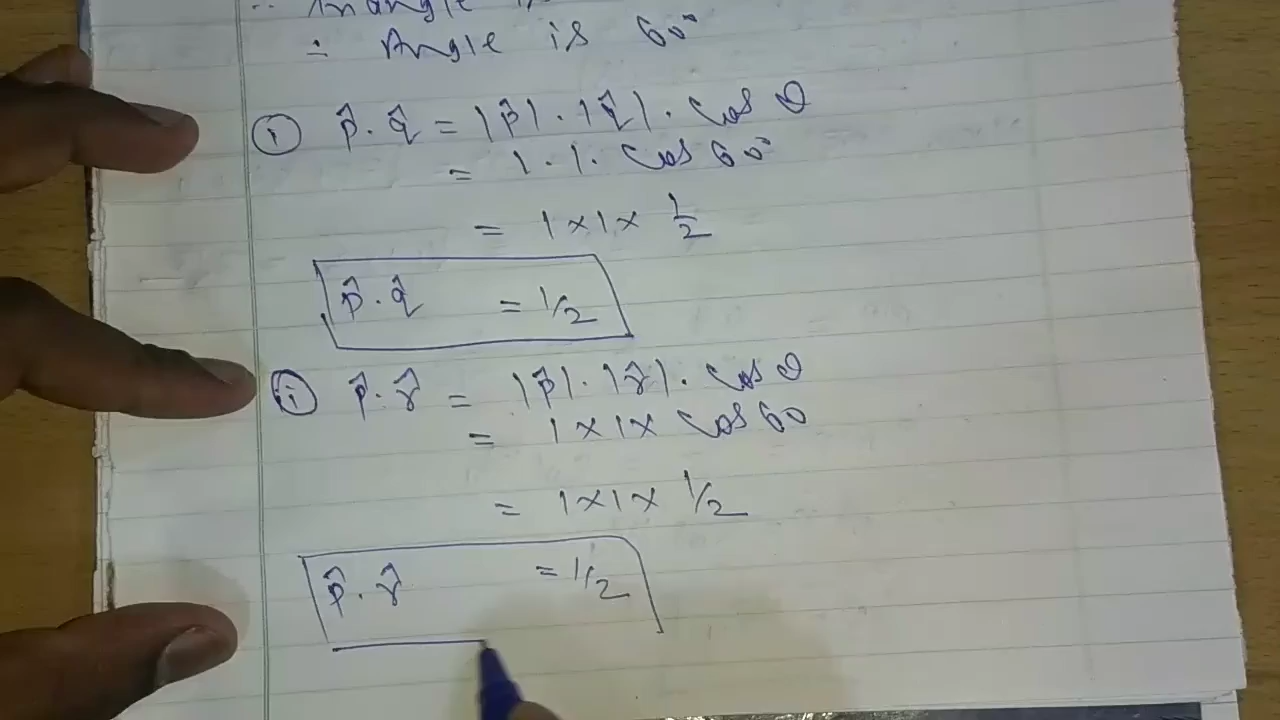 ∴ Angle is 60°
① p̂ . q̂ = |p̂| . |q̂| . Cos θ
= 1 . 1 . Cos 60°
= 1 × 1 × 1/2
p̂ . q̂ = 1/2
ⓘⓘ p̂ . r̂ = |p̂| . |r̂| . Cos θ
= 1 × 1 × Cos 60
= 1 × 1 × 1/2
p̂ . r̂ = 1/2